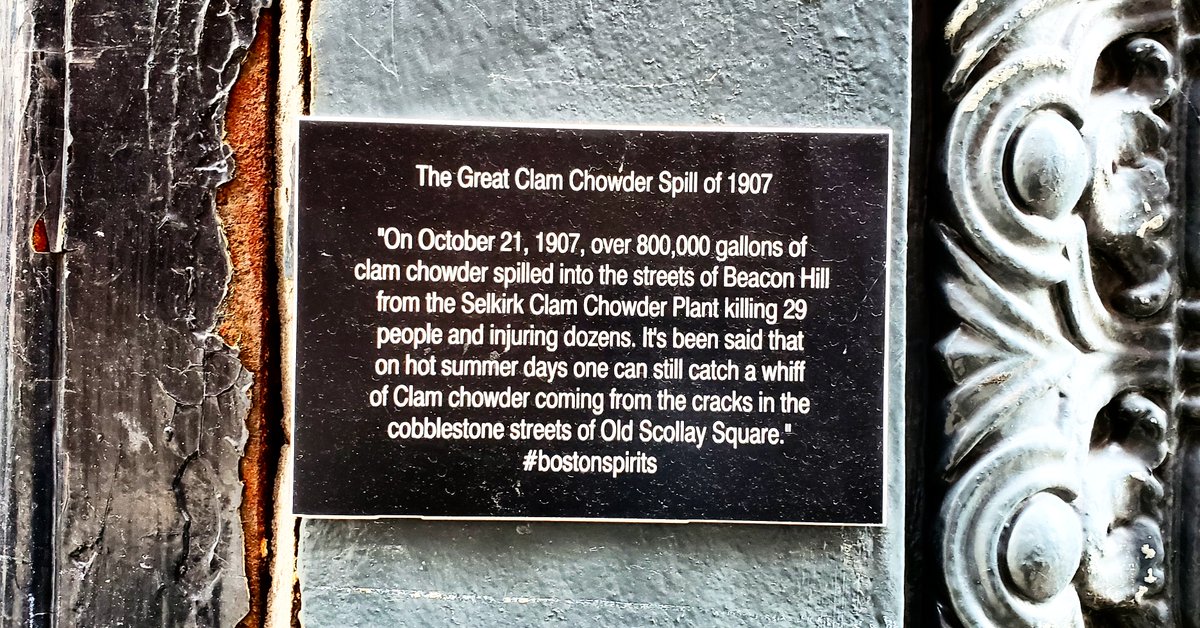 The Great Clam Chowder Spill of 1907
"On October 21, 1907, over 800,000 gallons of
clam chowder spilled into the streets of Beacon Hill
from the Selkirk Clam Chowder Plant killing 29
people and injuring dozens. It's been said that
on hot summer days one can still catch a whiff
of Clam chowder coming from the cracks in the
cobblestone streets of Old Scollay Square."
#bostonspirits